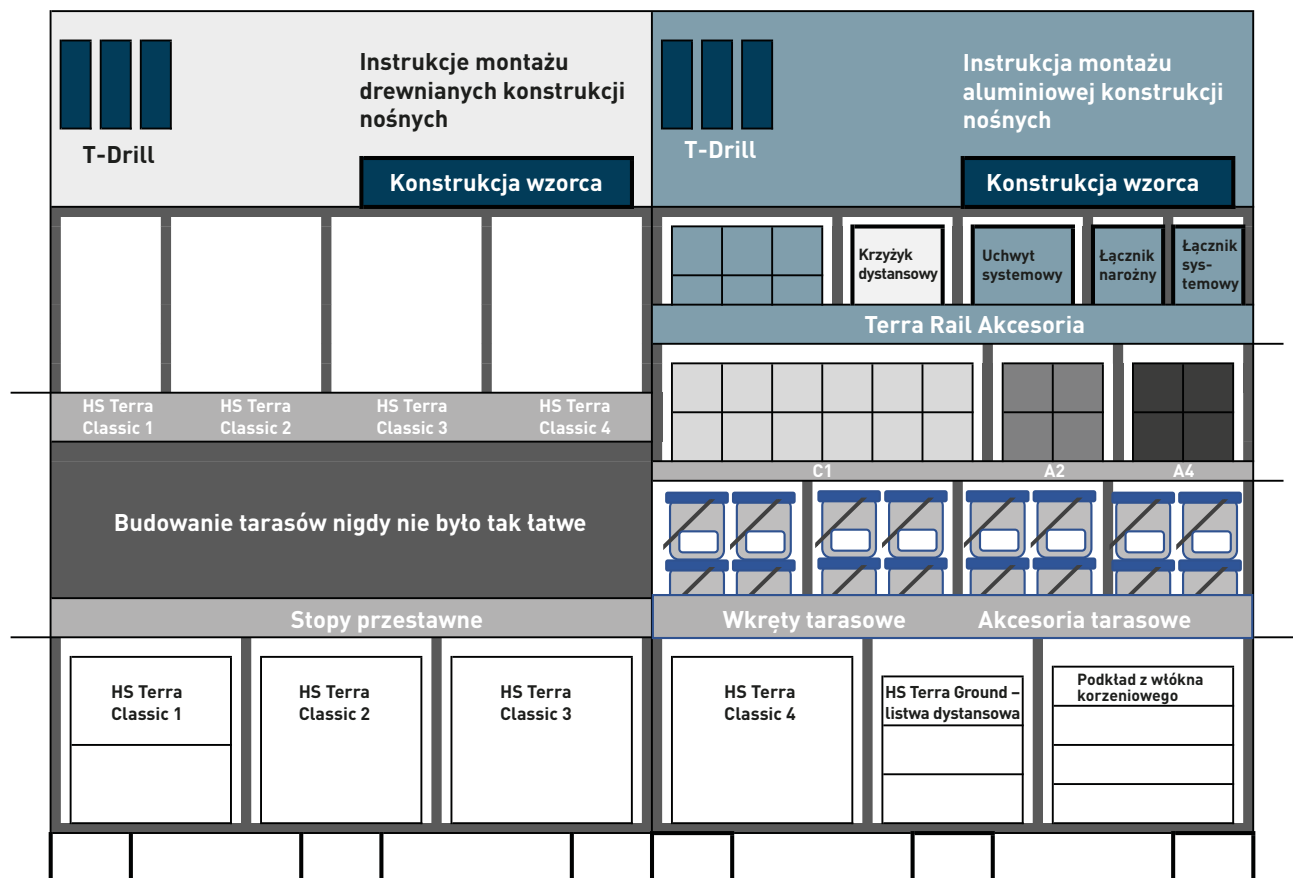 Instrukcje montażu
drewnianych konstrukcji
nośnych
T-Drill
Konstrukcja wzorca
Instrukcja montażu
aluminiowej konstrukcji
nośnych
T-Drill
Konstrukcja wzorca
Krzyżyk
dystansowy
Uchwyt
systemowy
Łącznik
narożny
Łącznik
sys-
temowy
Terra Rail Akcesoria
HS Terra
Classic 1
HS Terra
Classic 2
HS Terra
Classic 3
HS Terra
Classic 4
C1
A2
A4
Budowanie tarasów nigdy nie było tak łatwe
Stopy przestawne
Wkręty tarasowe
Akcesoria tarasowe
HS Terra
Classic 1
HS Terra
Classic 2
HS Terra
Classic 3
HS Terra
Classic 4
HS Terra Ground –
listwa dystansowa
Podkład z włókna
korzeniowego